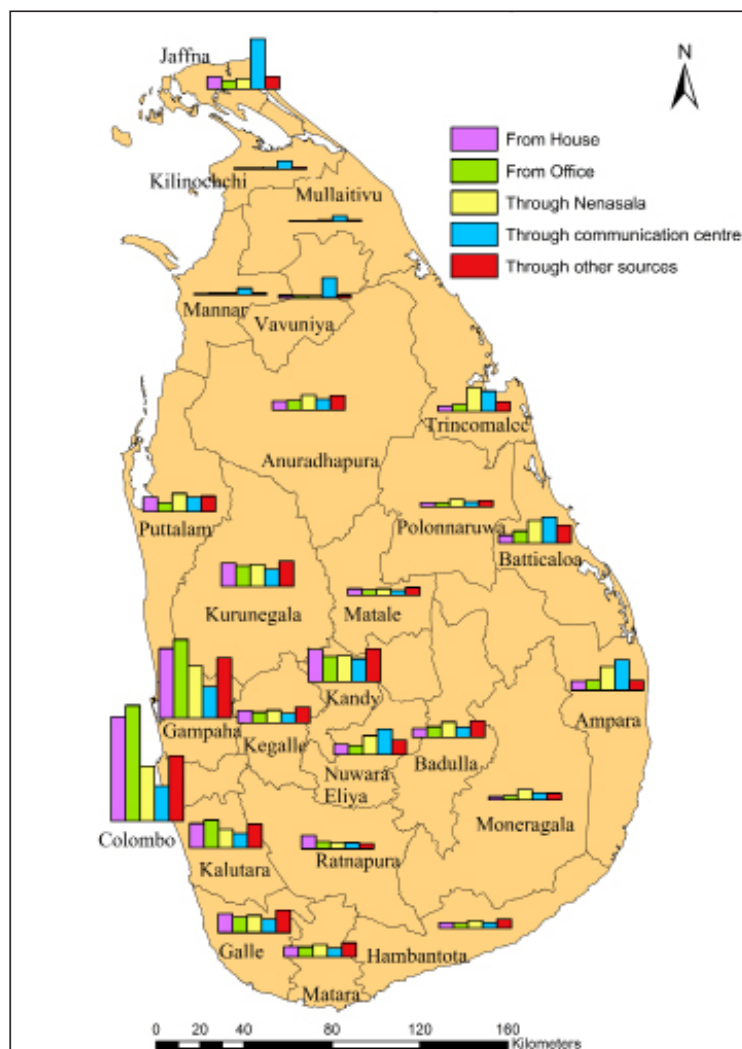 Jaffna
N
From House
From Office
Through Nenasala
Through communication centre
Through other sources
Kilinochchi
Mullaitivu
Mannar
Vavuniya
Trincomalee
Anuradhapura
Puttalam
Polonnaruwa
Batticaloa
Kurunegala
Matale
Kandy
Ampara
Gampaha
Kegalle
Nuwara
Eliya
Badulla
Moneragala
Colombo
Kalutara
Ratnapura
Galle
Hambantota
Matara
0 20 40 80 120 160
Kilometers